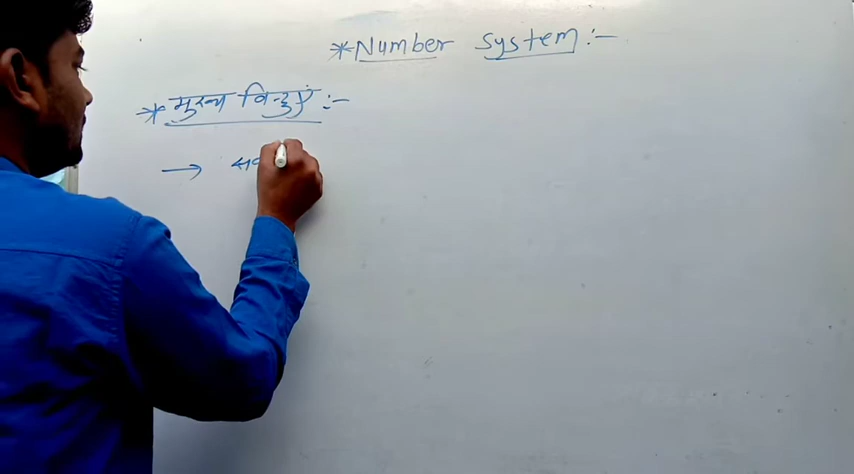 * Number System :-
* मुख्य बिन्दुएं :-
→